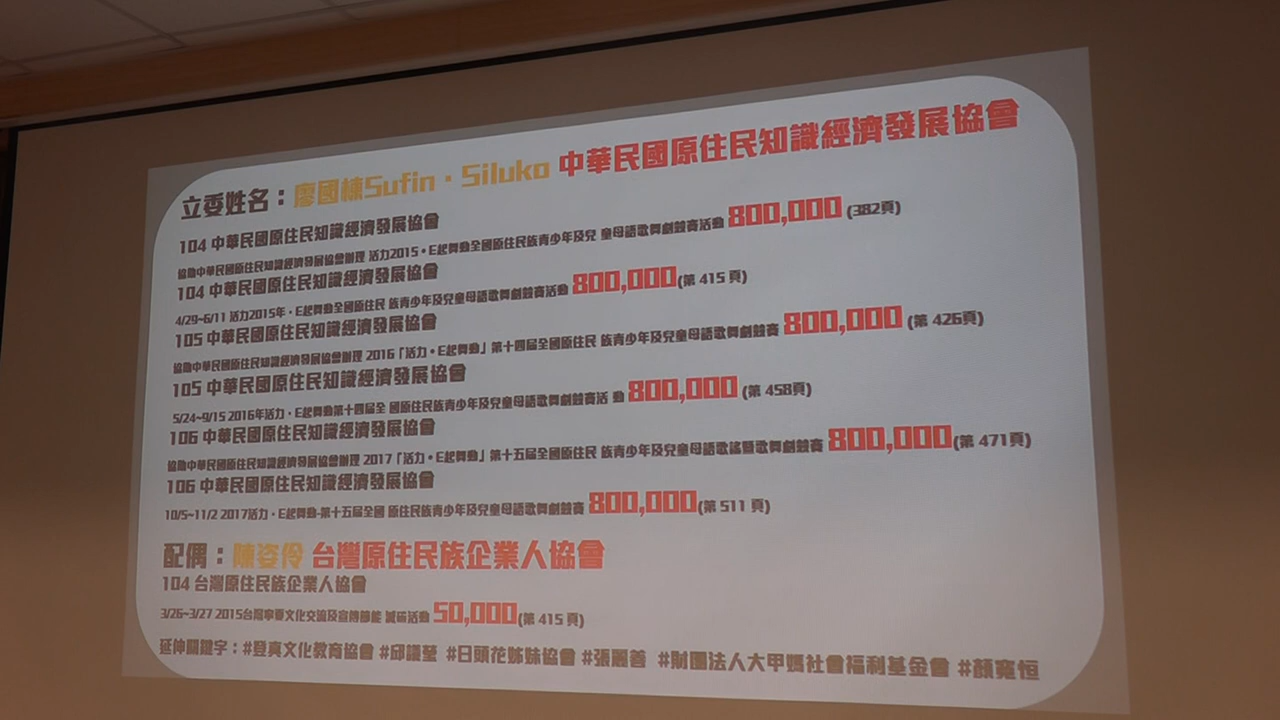 立委姓名：廖國棟Sufin・Siluko 中華民國原住民知識經濟發展協會
104 中華民國原住民知識經濟發展協會
協助中華民國原住民知識經濟發展協會辦理 活力2015・E起舞動全國原住民族青少年及兒 童母語歌舞劇競賽活動 800,000 (382頁)
104 中華民國原住民知識經濟發展協會
4/29~6/11 活力2015年・E起舞動全國原住民 族青少年及兒童母語歌舞劇競賽活動 800,000(第 415 頁)
105 中華民國原住民知識經濟發展協會
協助中華民國原住民知識經濟發展協會辦理 2016「活力・E起舞動」第十四屆全國原住民 族青少年及兒童母語歌舞劇競賽 800,000 (第 426頁)
105 中華民國原住民知識經濟發展協會
5/24~9/15 2016年活力・E起舞動第十四屆全 國原住民族青少年及兒童母語歌舞劇競賽活 動 800,000 (第 458頁)
106 中華民國原住民知識經濟發展協會
協助中華民國原住民知識經濟發展協會辦理 2017「活力・E起舞動」第十五屆全國原住民 族青少年及兒童母語歌謠暨歌舞劇競賽 800,000(第 471頁)
106 中華民國原住民知識經濟發展協會
10/5~11/2 2017活力・E起舞動-第十五屆全國 原住民族青少年及兒童母語歌舞劇競賽 800,000(第 511 頁)
配偶：陳姿伶 台灣原住民族企業人協會
104 台灣原住民族企業人協會
3/26~3/27 2015台灣寧夏文化交流及宣傳節能 減碳活動 50,000(第 415 頁)
延伸關鍵字：#登真文化教育協會 #邱議瑩 #日頭花姊妹協會 #張麗善 #財團法人大甲媽社會福利基金會 #顏寬恒